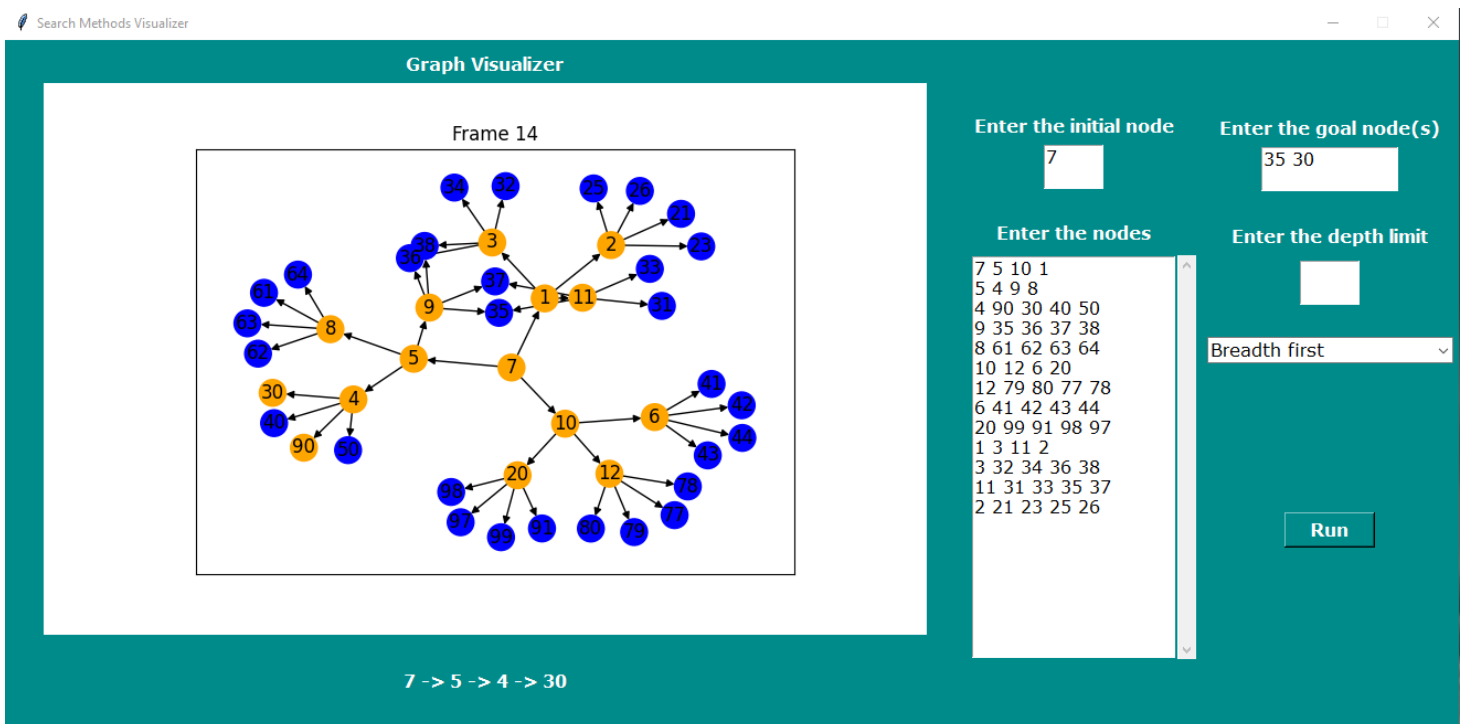 Search Methods Visualizer
Graph Visualizer
Frame 14
34 32 25 26
21
38 3 2 23
36 33
64 37
61 9 1 11 31
35
63 8
62 5 7
30 4 41
40 10 6 42
90 50 44
43
20 12
98 78
97 91 80 77
99 79
7 -> 5 -> 4 -> 30
Enter the initial node
7
Enter the goal node(s)
35 30
Enter the nodes
7 5 10 1
5 4 9 8
4 90 30 40 50
9 35 36 37 38
8 61 62 63 64
10 12 6 20
12 79 80 77 78
6 41 42 43 44
20 99 91 98 97
1 3 11 2
3 32 34 36 38
11 31 33 35 37
2 21 23 25 26
Enter the depth limit
Breadth first
Run